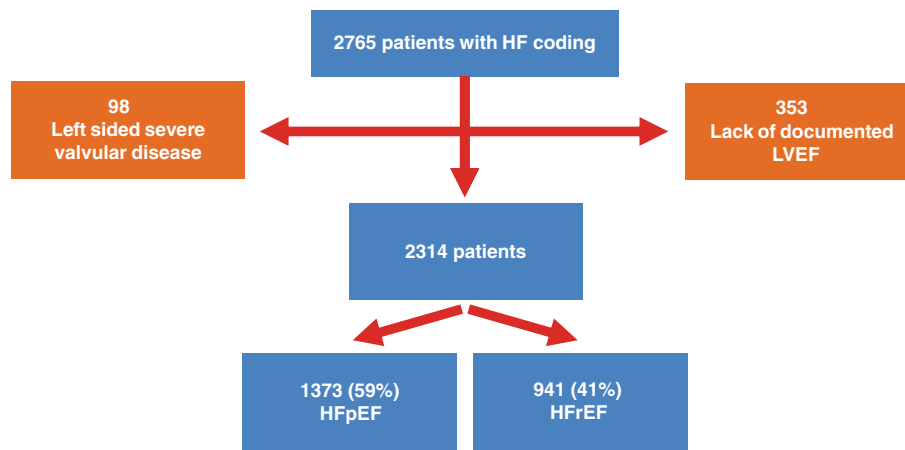 2765 patients with HF coding
98
Left sided severe
valvular disease
353
Lack of documented
LVEF
2314 patients
1373 (59%)
HFpEF
941 (41%)
HFrEF